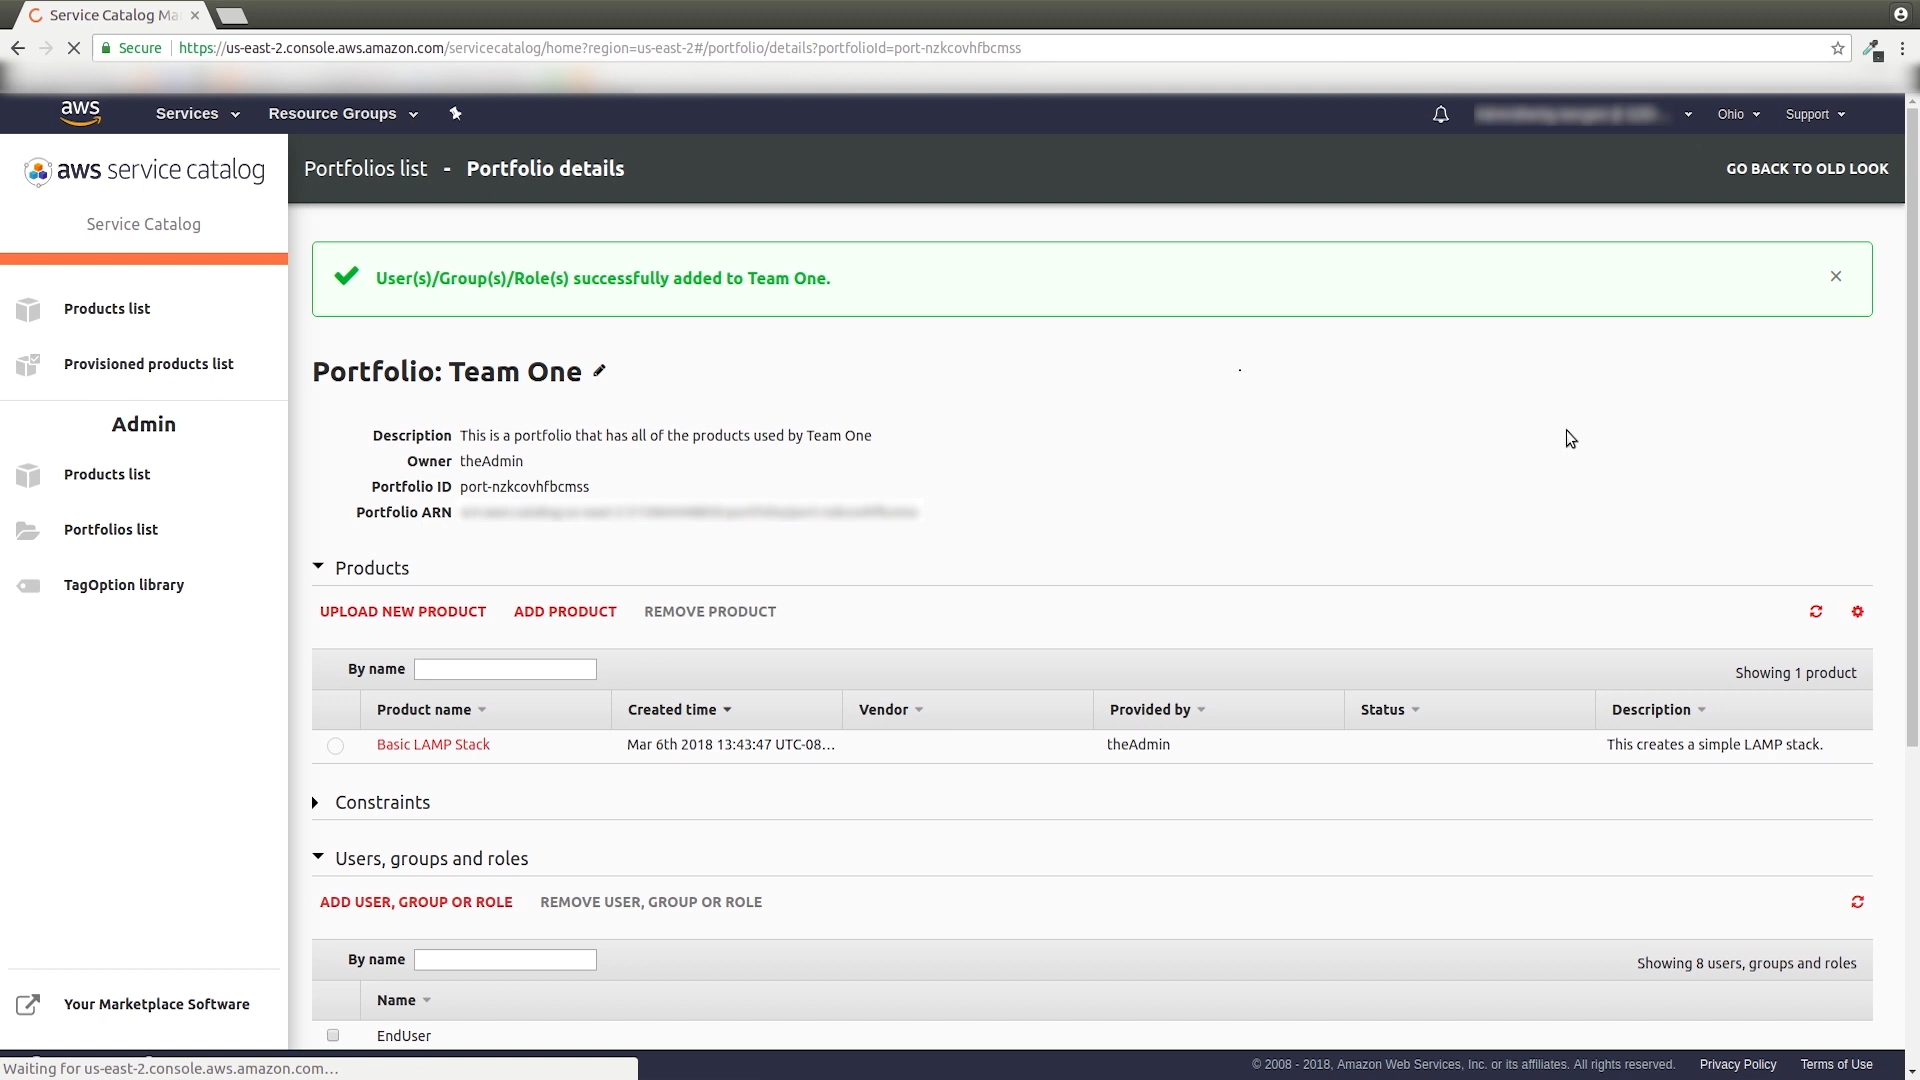 Service Catalog Ma
Secure https://us-east-2.console.aws.amazon.com/servicecatalog/home?region=us-east-2#/portfolio/details?portfolioId=port-nzkcovhfbcmss
aws Services Resource Groups Ohio Support
aws service catalog
Service Catalog
Products list
Provisioned products list
Admin
Products list
Portfolios list
TagOption library
Your Marketplace Software
Portfolios list - Portfolio details GO BACK TO OLD LOOK
User(s)/Group(s)/Role(s) successfully added to Team One.
Portfolio: Team One
Description This is a portfolio that has all of the products used by Team One
Owner theAdmin
Portfolio ID port-nzkcovhfbcmss
Portfolio ARN
Products
UPLOAD NEW PRODUCT ADD PRODUCT REMOVE PRODUCT
By name Showing 1 product
Product name Created time Vendor Provided by Status Description
Basic LAMP Stack Mar 6th 2018 13:43:47 UTC-08... theAdmin This creates a simple LAMP stack.
Constraints
Users, groups and roles
ADD USER, GROUP OR ROLE REMOVE USER, GROUP OR ROLE
By name Showing 8 users, groups and roles
Name
EndUser
Waiting for us-east-2.console.aws.amazon.com...
© 2008 - 2018, Amazon Web Services, Inc. or its affiliates. All rights reserved. Privacy Policy Terms of Use